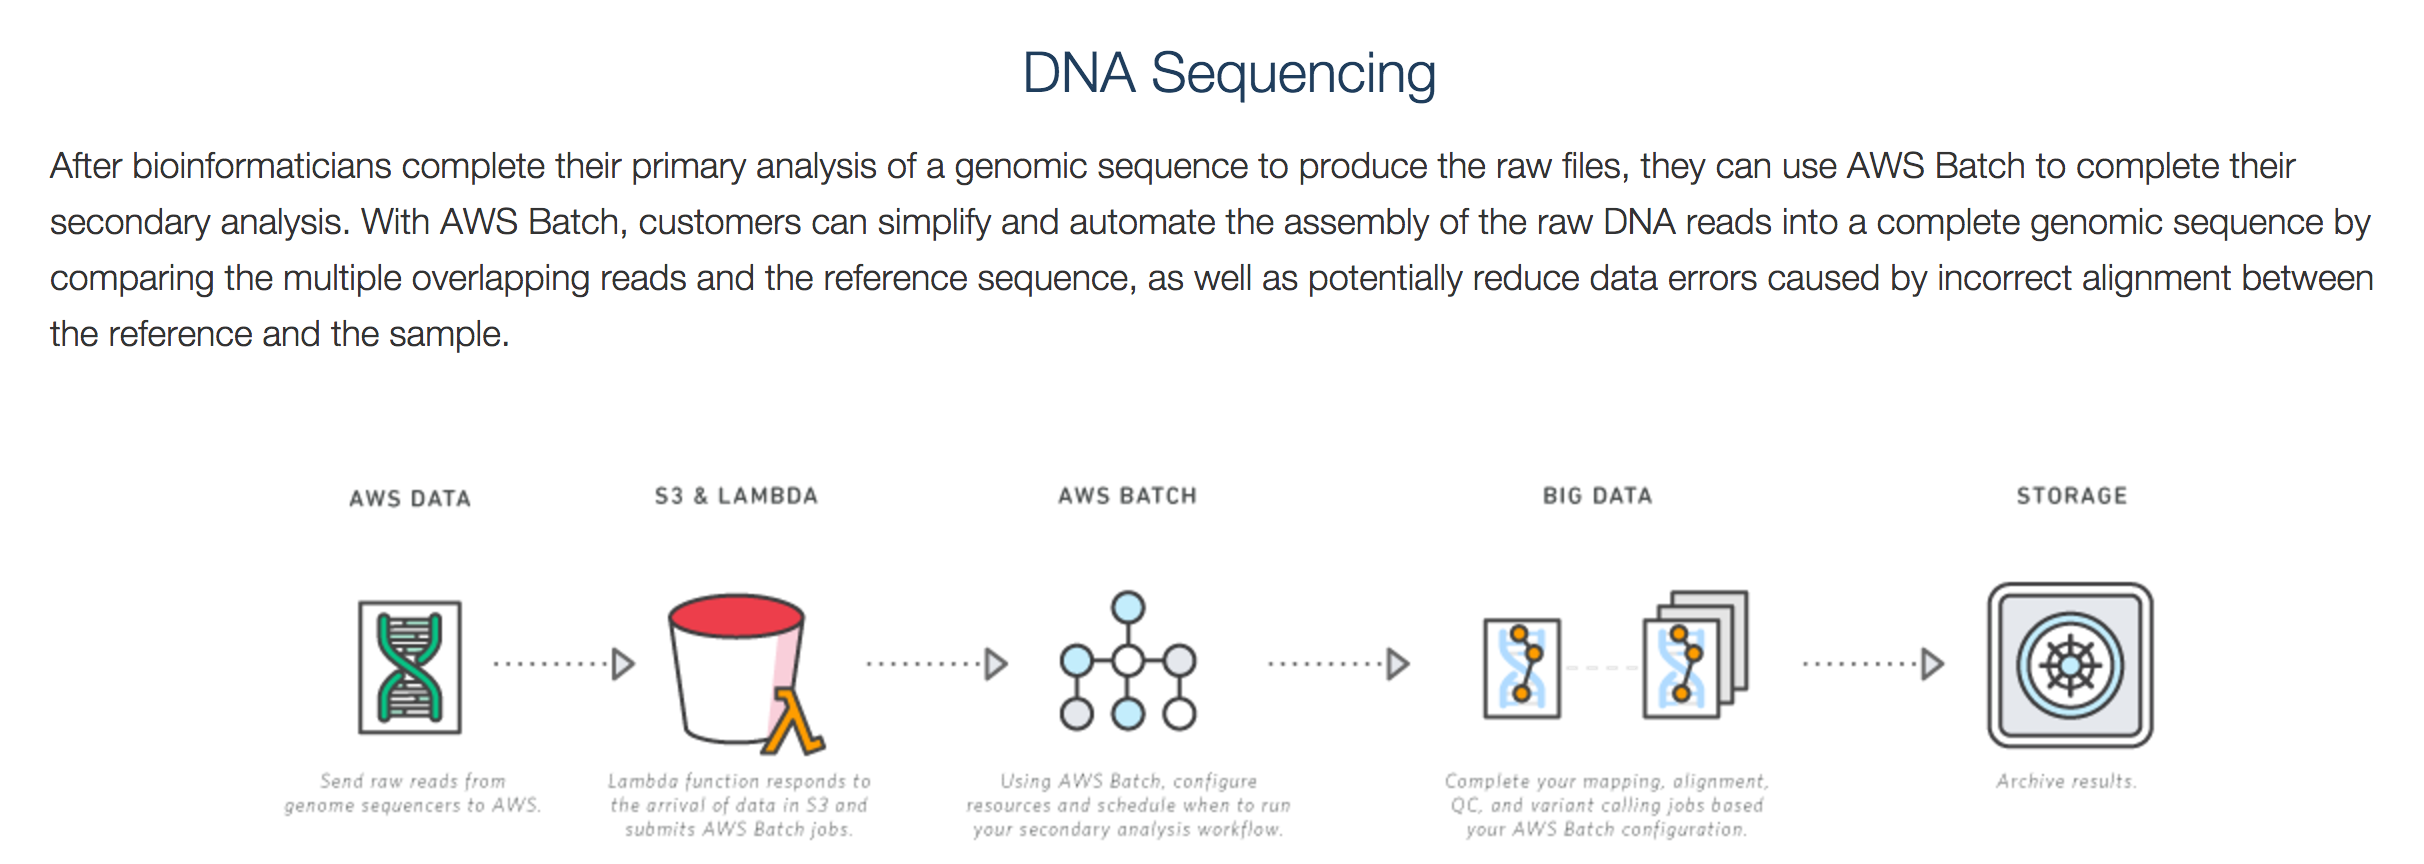 DNA Sequencing
After bioinformaticians complete their primary analysis of a genomic sequence to produce the raw files, they can use AWS Batch to complete their
secondary analysis. With AWS Batch, customers can simplify and automate the assembly of the raw DNA reads into a complete genomic sequence by
comparing the multiple overlapping reads and the reference sequence, as well as potentially reduce data errors caused by incorrect alignment between
the reference and the sample.
AWS DATA
Send raw reads from
genome sequencers to AWS.
S3 & LAMBDA
Lambda function responds to
the arrival of data in S3 and
submits AWS Batch jobs.
AWS BATCH
Using AWS Batch, configure
resources and schedule when to run
your secondary analysis workflow.
BIG DATA
Complete your mapping, alignment,
QC, and variant calling jobs based
your AWS Batch configuration.
STORAGE
Archive results.